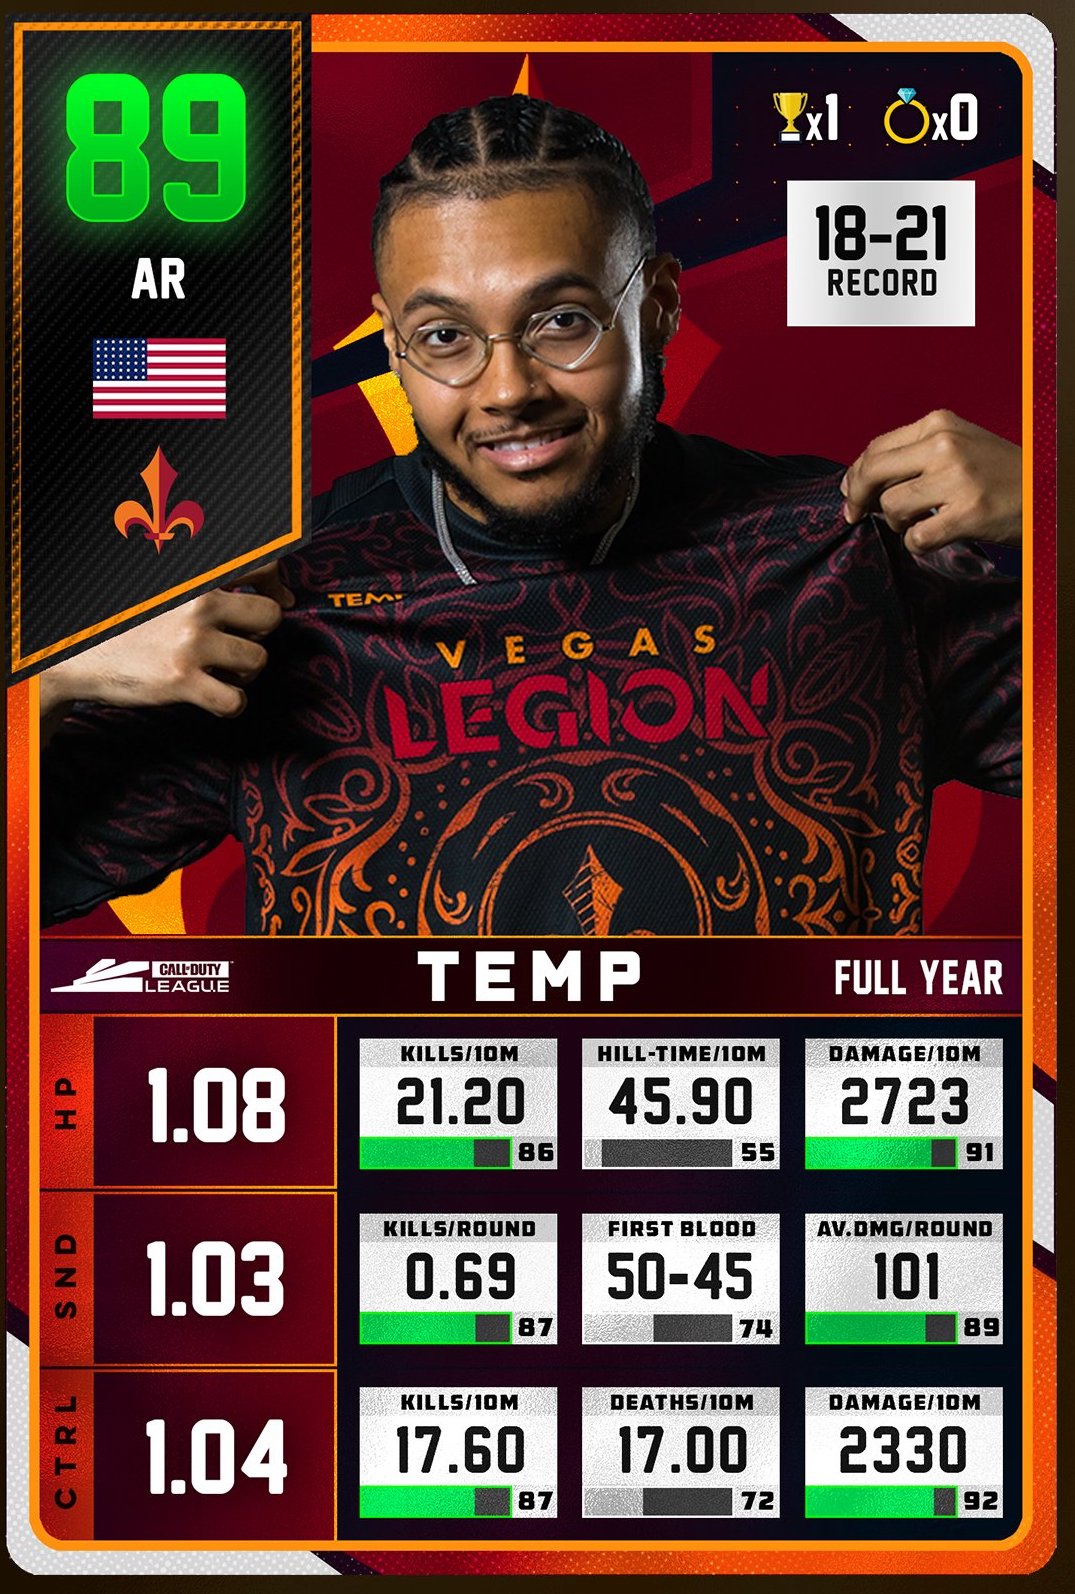 89
AR
x1 x0
18-21
RECORD
TEMP
VEGAS
LEGION
CALL OF DUTY
LEAGUE
TEMP
FULL YEAR
HP
1.08
KILLS/10M
21.20
86
HILL-TIME/10M
45.90
55
DAMAGE/10M
2723
91
SND
1.03
KILLS/ROUND
0.69
87
FIRST BLOOD
50-45
74
AV.DMG/ROUND
101
89
CTRL
1.04
KILLS/10M
17.60
87
DEATHS/10M
17.00
72
DAMAGE/10M
2330
92